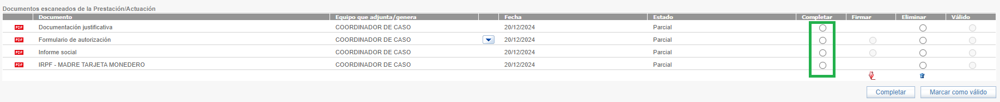 Documentos escaneados de la Prestación/Actuación
Documento Equipo que adjunta/genera Fecha Estado Completar Firmar Eliminar Válido
PDF Documentación justificativa COORDINADOR DE CASO 20/12/2024 Parcial
PDF Formulario de autorización COORDINADOR DE CASO 20/12/2024 Parcial
PDF Informe social COORDINADOR DE CASO 20/12/2024 Parcial
PDF IRPF - MADRE TARJETA MONEDERO COORDINADOR DE CASO 20/12/2024 Parcial
Completar Marcar como válido